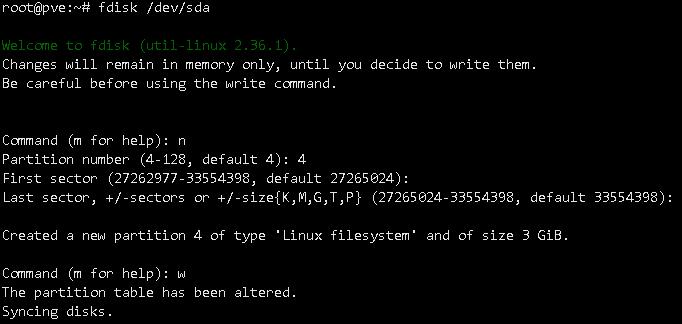 root@pve:~# fdisk /dev/sda
Welcome to fdisk (util-linux 2.36.1).
Changes will remain in memory only, until you decide to write them.
Be careful before using the write command.
Command (m for help): n
Partition number (4-128, default 4): 4
First sector (27262977-33554398, default 27265024):
Last sector, +/-sectors or +/-size{K,M,G,T,P} (27265024-33554398, default 33554398):
Created a new partition 4 of type 'Linux filesystem' and of size 3 GiB.
Command (m for help): w
The partition table has been altered.
Syncing disks.